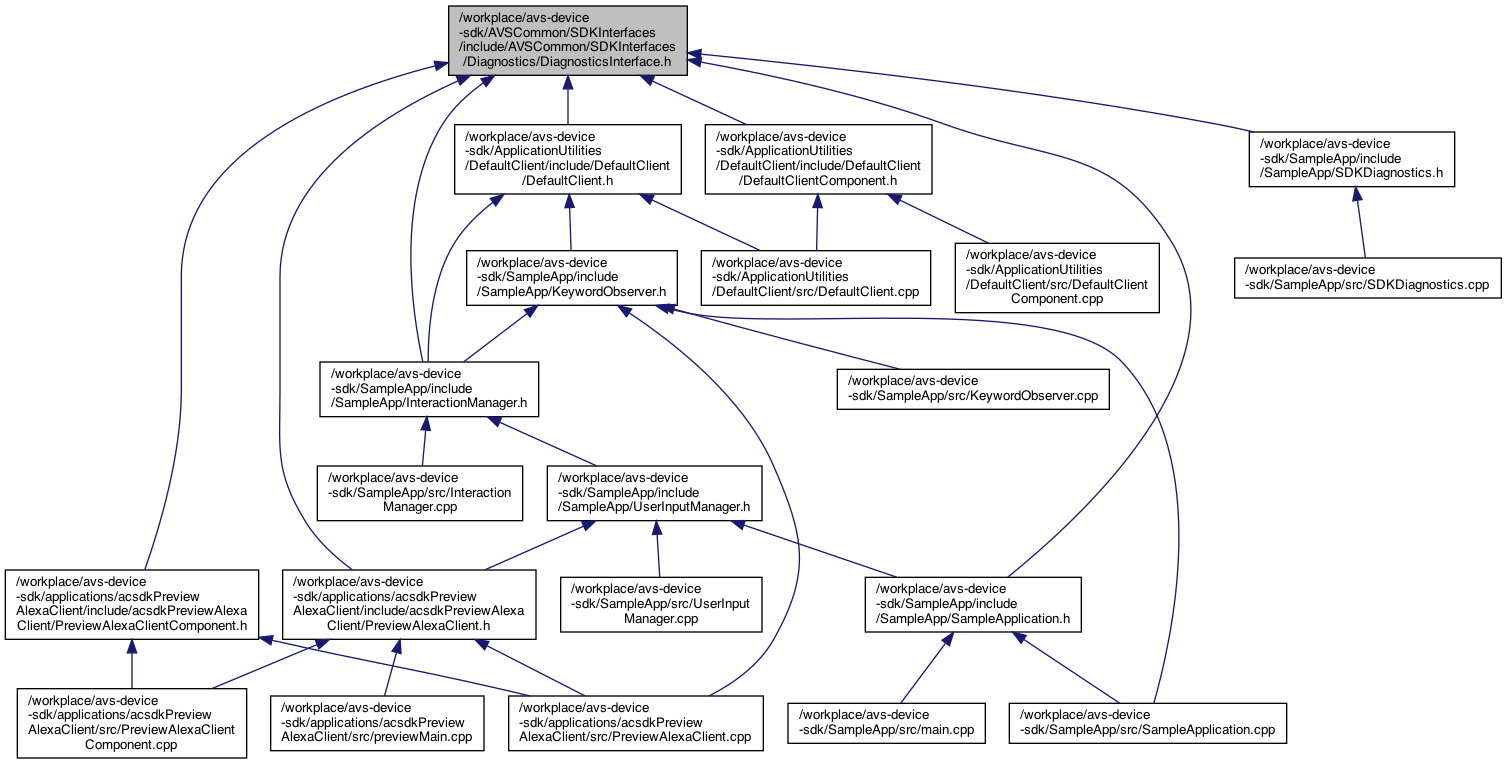 /workplace/avs-device
-sdk/AVSCommon/SDKInterfaces
/include/AVSCommon/SDKInterfaces
/Diagnostics/DiagnosticsInterface.h
/workplace/avs-device
-sdk/ApplicationUtilities
/DefaultClient/include/DefaultClient
/DefaultClient.h
/workplace/avs-device
-sdk/ApplicationUtilities
/DefaultClient/include/DefaultClient
/DefaultClientComponent.h
/workplace/avs-device
-sdk/SampleApp/include
/SampleApp/SDKDiagnostics.h
/workplace/avs-device
-sdk/SampleApp/include
/SampleApp/KeywordObserver.h
/workplace/avs-device
-sdk/ApplicationUtilities
/DefaultClient/src/DefaultClient.cpp
/workplace/avs-device
-sdk/ApplicationUtilities
/DefaultClient/src/DefaultClient
Component.cpp
/workplace/avs-device
-sdk/SampleApp/src/SDKDiagnostics.cpp
/workplace/avs-device
-sdk/SampleApp/include
/SampleApp/InteractionManager.h
/workplace/avs-device
-sdk/SampleApp/src/KeywordObserver.cpp
/workplace/avs-device
-sdk/SampleApp/src/Interaction
Manager.cpp
/workplace/avs-device
-sdk/SampleApp/include
/SampleApp/UserInputManager.h
/workplace/avs-device
-sdk/applications/acsdkPreview
AlexaClient/include/acsdkPreviewAlexa
Client/PreviewAlexaClientComponent.h
/workplace/avs-device
-sdk/applications/acsdkPreview
AlexaClient/include/acsdkPreviewAlexa
Client/PreviewAlexaClient.h
/workplace/avs-device
-sdk/SampleApp/src/UserInput
Manager.cpp
/workplace/avs-device
-sdk/SampleApp/include
/SampleApp/SampleApplication.h
/workplace/avs-device
-sdk/applications/acsdkPreview
AlexaClient/src/PreviewAlexaClient
Component.cpp
/workplace/avs-device
-sdk/applications/acsdkPreview
AlexaClient/src/previewMain.cpp
/workplace/avs-device
-sdk/applications/acsdkPreview
AlexaClient/src/PreviewAlexaClient.cpp
/workplace/avs-device
-sdk/SampleApp/src/main.cpp
/workplace/avs-device
-sdk/SampleApp/src/SampleApplication.cpp